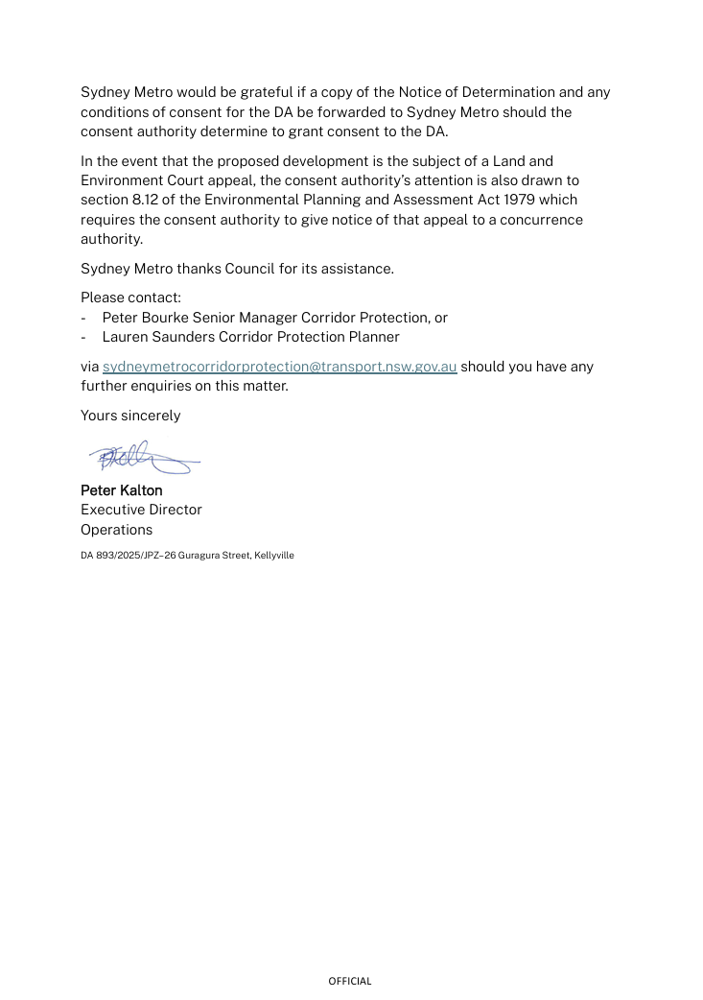 Sydney Metro would be grateful if a copy of the Notice of Determination and any
conditions of consent for the DA be forwarded to Sydney Metro should the
consent authority determine to grant consent to the DA.
In the event that the proposed development is the subject of a Land and
Environment Court appeal, the consent authority's attention is also drawn to
section 8.12 of the Environmental Planning and Assessment Act 1979 which
requires the consent authority to give notice of that appeal to a concurrence
authority.
Sydney Metro thanks Council for its assistance.
Please contact:
- Peter Bourke Senior Manager Corridor Protection, or
- Lauren Saunders Corridor Protection Planner
via sydneymetrocorridorprotection@transport.nsw.gov.au should you have any
further enquiries on this matter.
Yours sincerely
Peter Kalton
Executive Director
Operations
DA 893/2025/JPZ–26 Guragura Street, Kellyville
OFFICIAL